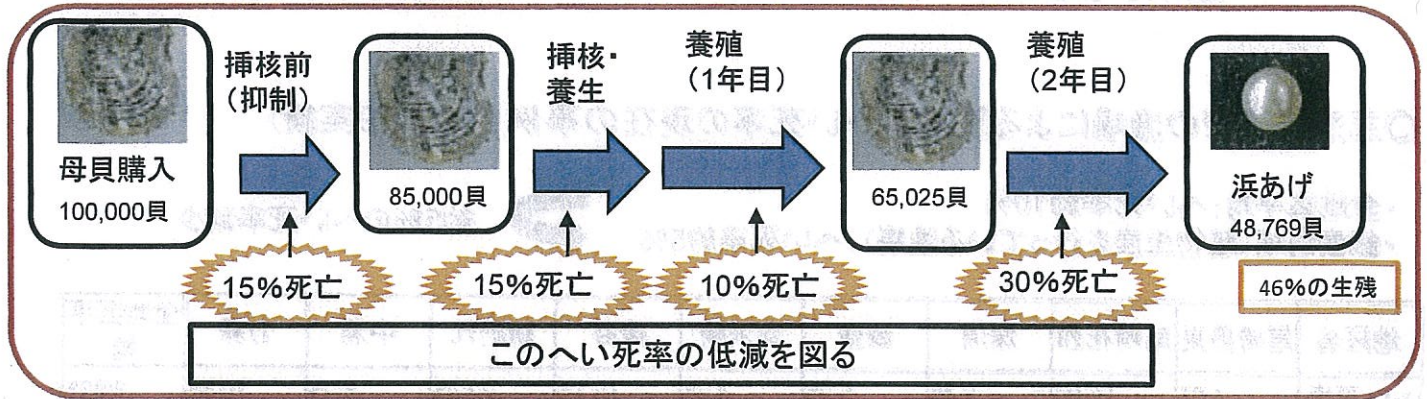 挿核前
(抑制)
挿核・
養生
養殖
(1年目)
養殖
(2年目)
母貝購入
100,000貝
85,000貝
65,025貝
浜あげ
48,769貝
15%死亡
15%死亡
10%死亡
30%死亡
46%の生残
このへい死率の低減を図る